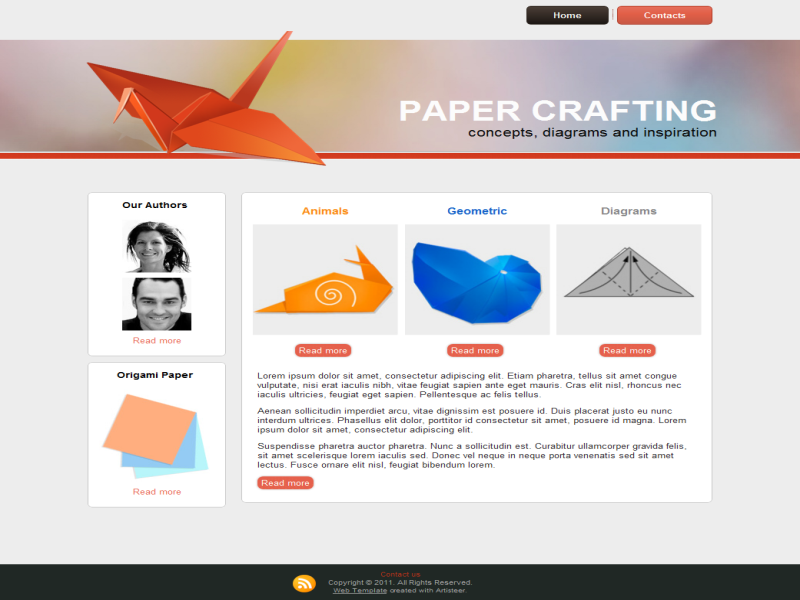 Home
Contacts
PAPER CRAFTING
concepts, diagrams and inspiration
Our Authors
Read more
Origami Paper
Read more
Animals
Geometric
Diagrams
Read more
Read more
Read more
Lorem ipsum dolor sit amet, consectetur adipiscing elit. Etiam pharetra, tellus sit amet congue
vulputate, nisi erat iaculis nibh, vitae feugiat sapien ante eget mauris. Cras elit nisl, rhoncus nec
iaculis ultricies, feugiat eget sapien. Pellentesque ac felis tellus.
Aenean sollicitudin imperdiet arcu, vitae dignissim est posuere id. Duis placerat justo eu nunc
interdum ultrices. Phasellus elit dolor, porttitor id consectetur sit amet, posuere id magna. Lorem
ipsum dolor sit amet, consectetur adipiscing elit.
Suspendisse pharetra auctor pharetra. Nunc a sollicitudin est. Curabitur ullamcorper gravida felis,
sit amet scelerisque lorem iaculis sed. Donec vel neque in neque porta venenatis sed sit amet
lectus. Fusce ornare elit nisl, feugiat bibendum lorem.
Read more
Contact us
Copyright © 2011. All Rights Reserved.
Web Template created with Artisteer.